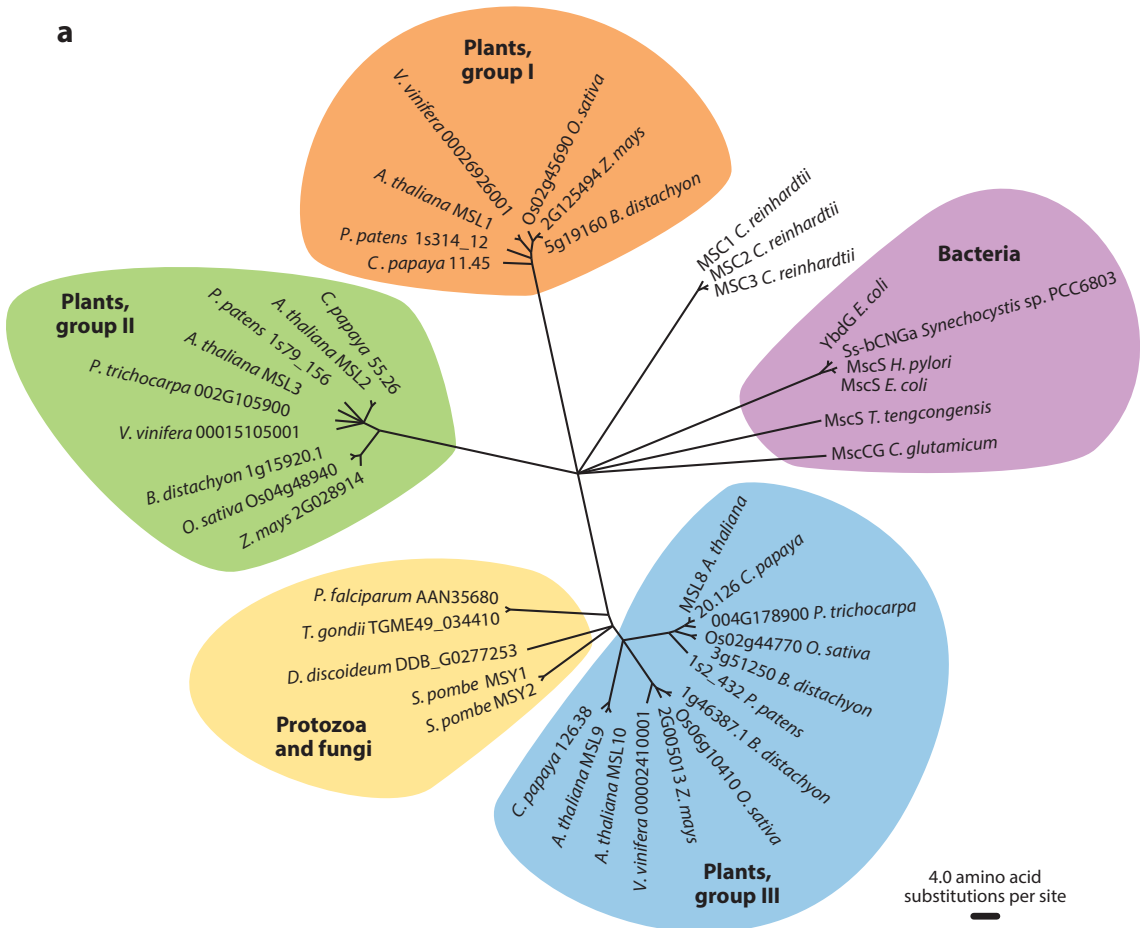 a
Plants,
group I
V. vinifera 00026926001
Os02g45690 O. sativa
2G125494 Z. mays
5g19160 B. distachyon
A. thaliana MSL1
P. patens 1s314_12
C. papaya 11.45
MSC1 C. reinhardtii
MSC2 C. reinhardtii
MSC3 C. reinhardtii
Bacteria
YbdG E. coli
Ss-bCNGa Synechocystis sp. PCC6803
MscS H. pylori
MscS E. coli
MscS T. tengcongensis
MscCG C. glutamicum
Plants,
group II
C. papaya 55.26
A. thaliana MSL2
P. patens 1s79_156
A. thaliana MSL3
P. trichocarpa 002G105900
V. vinifera 00015105001
B. distachyon 1g15920.1
O. sativa Os04g48940
Z. mays 2G028914
P. falciparum AAN35680
T. gondii TGME49_034410
D. discoideum DDB_G0277253
S. pombe MSY1
S. pombe MSY2
Protozoa
and fungi
MSL8 A. thaliana
20.126 C. papaya
004G178900 P. trichocarpa
Os02g44770 O. sativa
3g51250 B. distachyon
1s2_432 P. patens
1g46387.1 B. distachyon
Os06g10410 O. sativa
2G005013 Z. mays
V. vinifera 00002410001
A. thaliana MSL10
A. thaliana MSL9
C. papaya 126.38
Plants,
group III
4.0 amino acid
substitutions per site